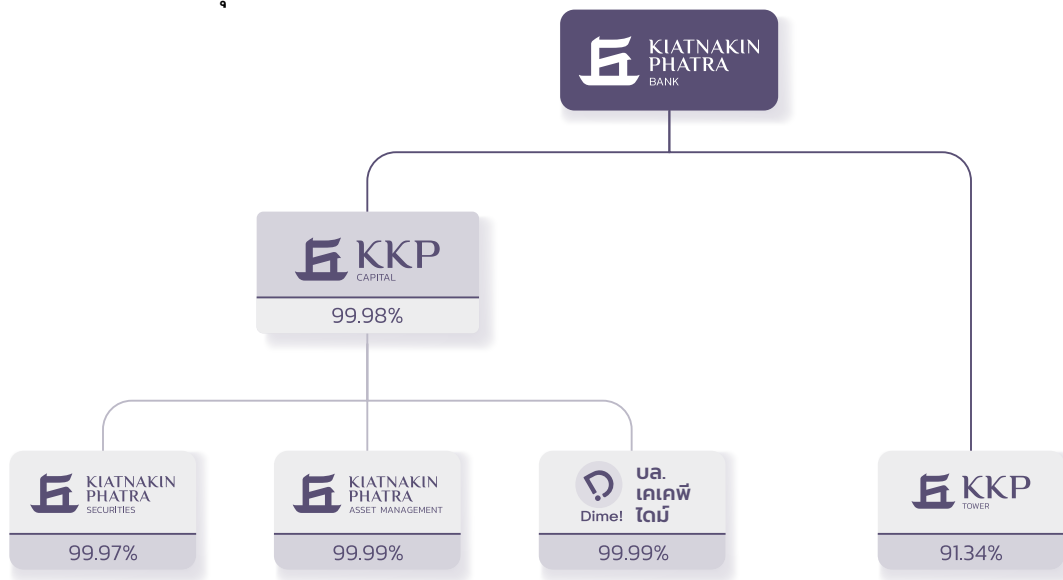 KIATNAKIN
PHATRA
BANK
KKP
CAPITAL
99.98%
KIATNAKIN
PHATRA
SECURITIES
99.97%
KIATNAKIN
PHATRA
ASSET MANAGEMENT
99.99%
Dime!
บล.
เคเคพี
ไดม์
99.99%
KKP
TOWER
91.34%